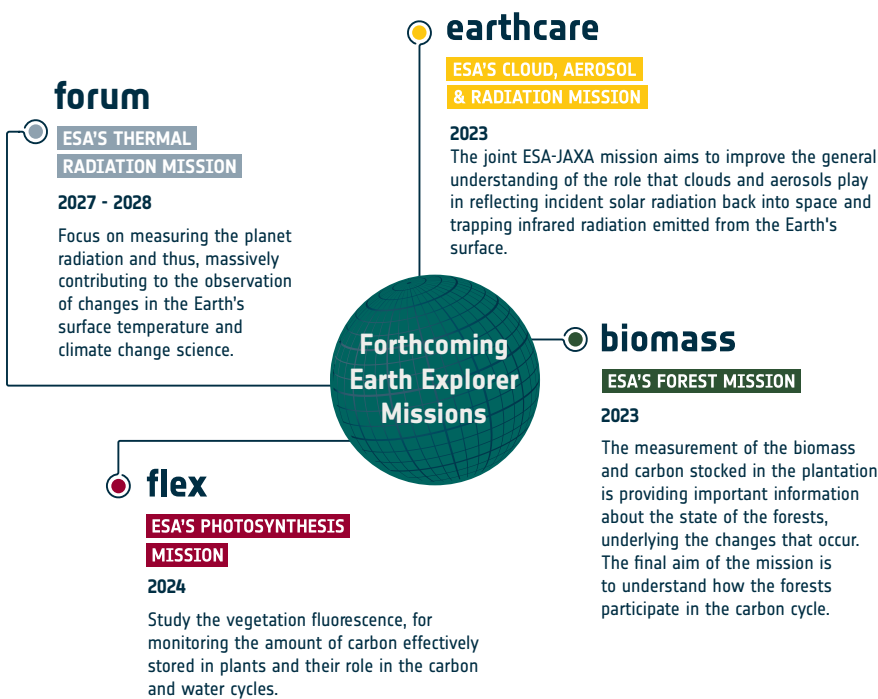 earthcare
ESA'S CLOUD, AEROSOL
& RADIATION MISSION
2023
The joint ESA-JAXA mission aims to improve the general
understanding of the role that clouds and aerosols play
in reflecting incident solar radiation back into space and
trapping infrared radiation emitted from the Earth's
surface.
forum
ESA'S THERMAL
RADIATION MISSION
2027 - 2028
Focus on measuring the planet
radiation and thus, massively
contributing to the observation
of changes in the Earth's
surface temperature and
climate change science.
Forthcoming
Earth Explorer
Missions
biomass
ESA'S FOREST MISSION
2023
The measurement of the biomass
and carbon stocked in the plantation
is providing important information
about the state of the forests,
underlying the changes that occur.
The final aim of the mission is
to understand how the forests
participate in the carbon cycle.
flex
ESA'S PHOTOSYNTHESIS
MISSION
2024
Study the vegetation fluorescence, for
monitoring the amount of carbon effectively
stored in plants and their role in the carbon
and water cycles.